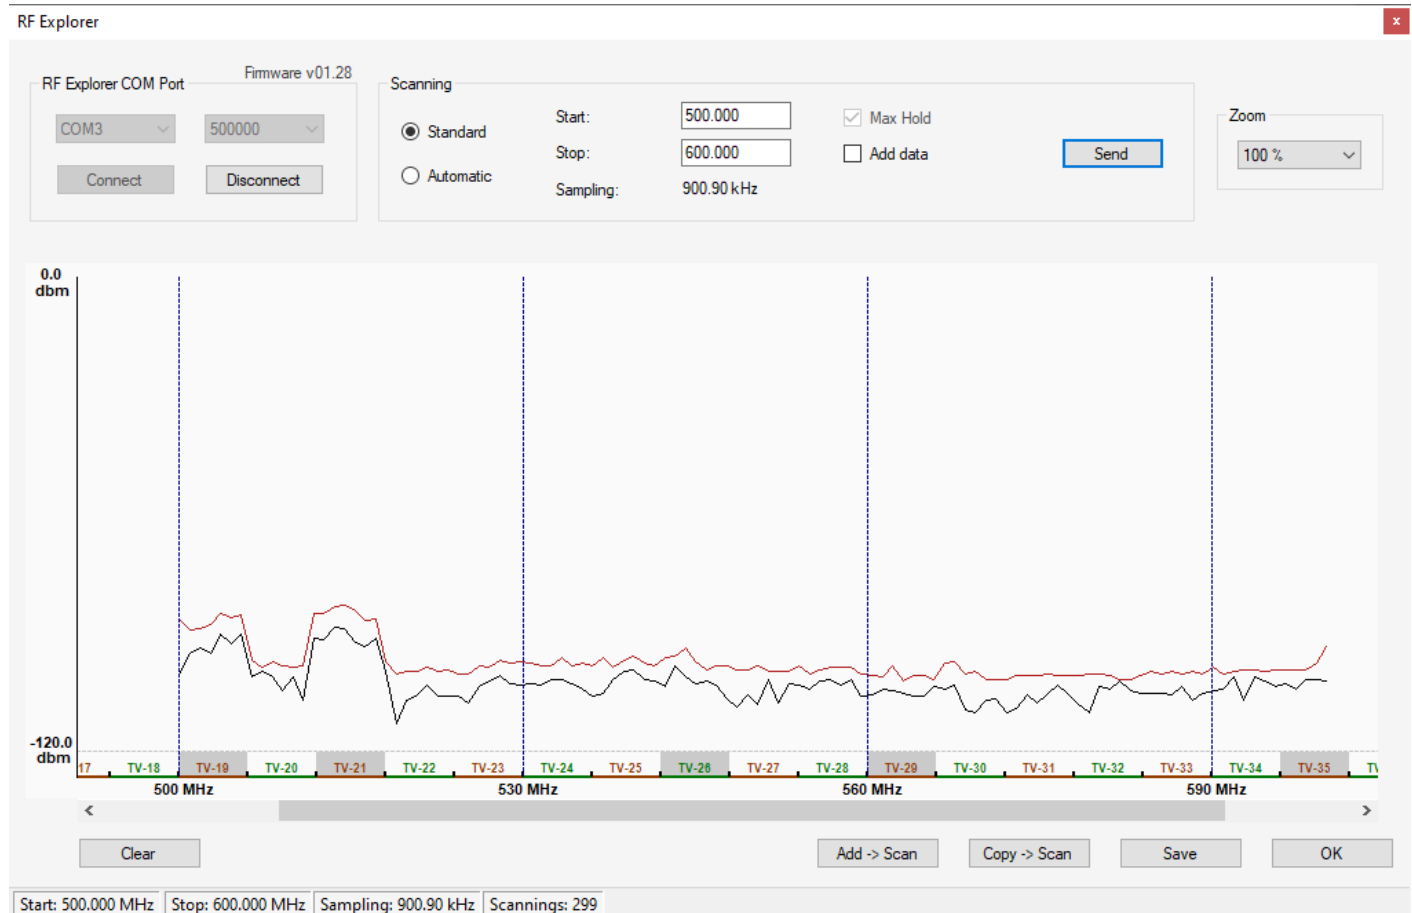 RF Explorer
x
RF Explorer COM Port
Firmware v01.28
COM3
500000
Connect
Disconnect
Scanning
Standard
Automatic
Start:
500.000
Stop:
600.000
Sampling:
900.90 kHz
Max Hold
Add data
Send
Zoom
100 %
0.0
dbm
-120.0
dbm
17 TV-18 TV-19 TV-20 TV-21 TV-22 TV-23 TV-24 TV-25 TV-26 TV-27 TV-28 TV-29 TV-30 TV-31 TV-32 TV-33 TV-34 TV-35 TV
500 MHz 530 MHz 560 MHz 590 MHz
Clear
Add -> Scan
Copy -> Scan
Save
OK
Start: 500.000 MHz Stop: 600.000 MHz Sampling: 900.90 kHz Scannings: 299